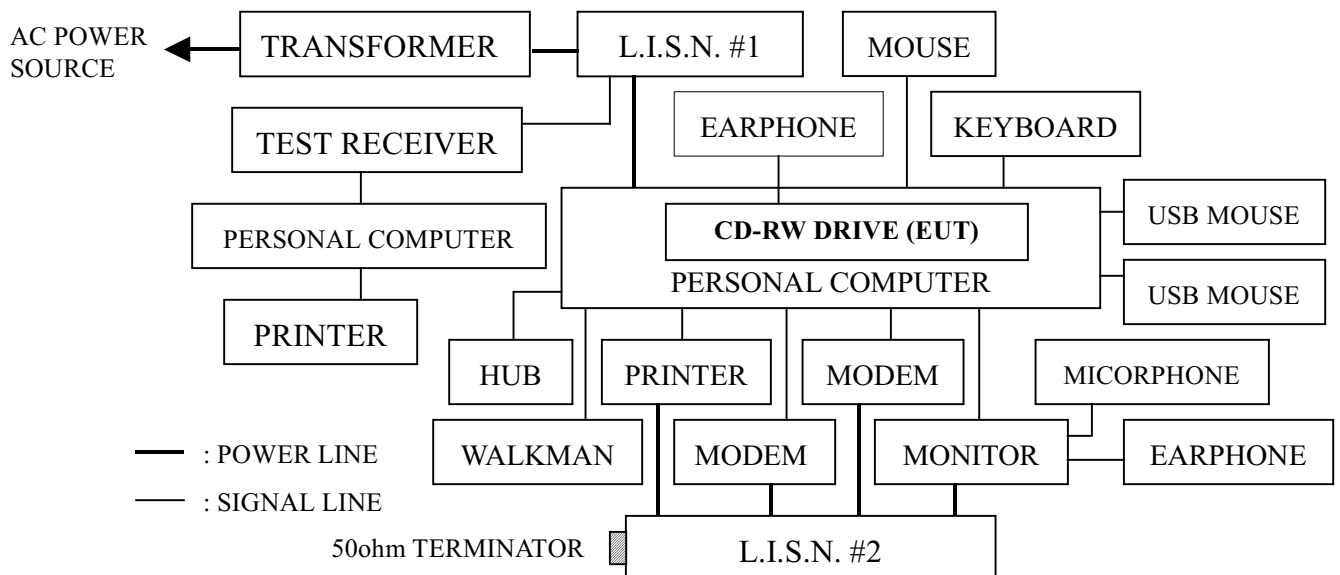 AC POWER
SOURCE
TRANSFORMER
L.I.S.N. #1
MOUSE
TEST RECEIVER
EARPHONE
KEYBOARD
PERSONAL COMPUTER
CD-RW DRIVE (EUT)
USB MOUSE
PERSONAL COMPUTER
USB MOUSE
PRINTER
HUB
PRINTER
MODEM
MICORPHONE
WALKMAN
MODEM
MONITOR
EARPHONE
: POWER LINE
: SIGNAL LINE
50ohm TERMINATOR
L.I.S.N. #2